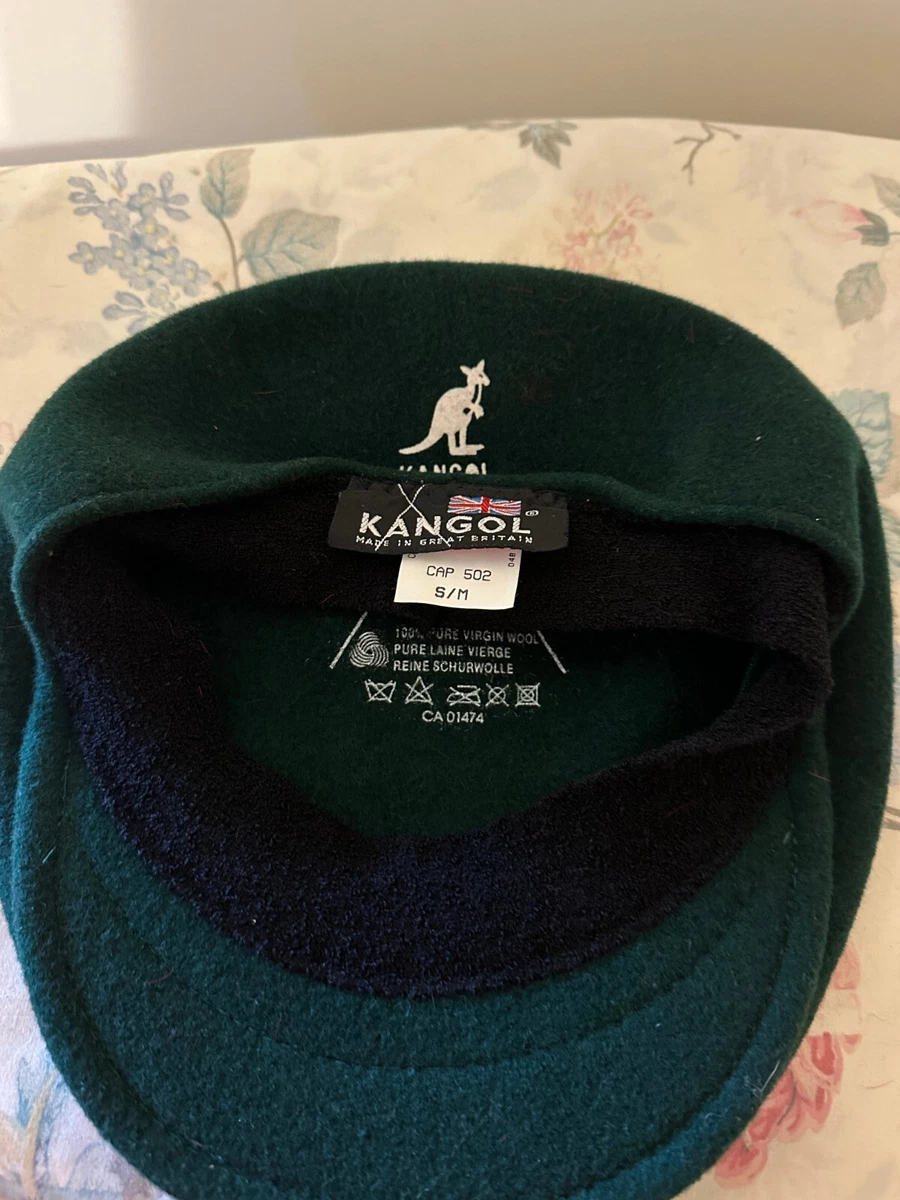 KANGOL
KANGOL®
MADE IN GREAT BRITAIN
CAP 502
S/M
100% PURE VIRGIN WOOL
PURE LAINE VIERGE
REINE SCHURWOLLE
CA 01474